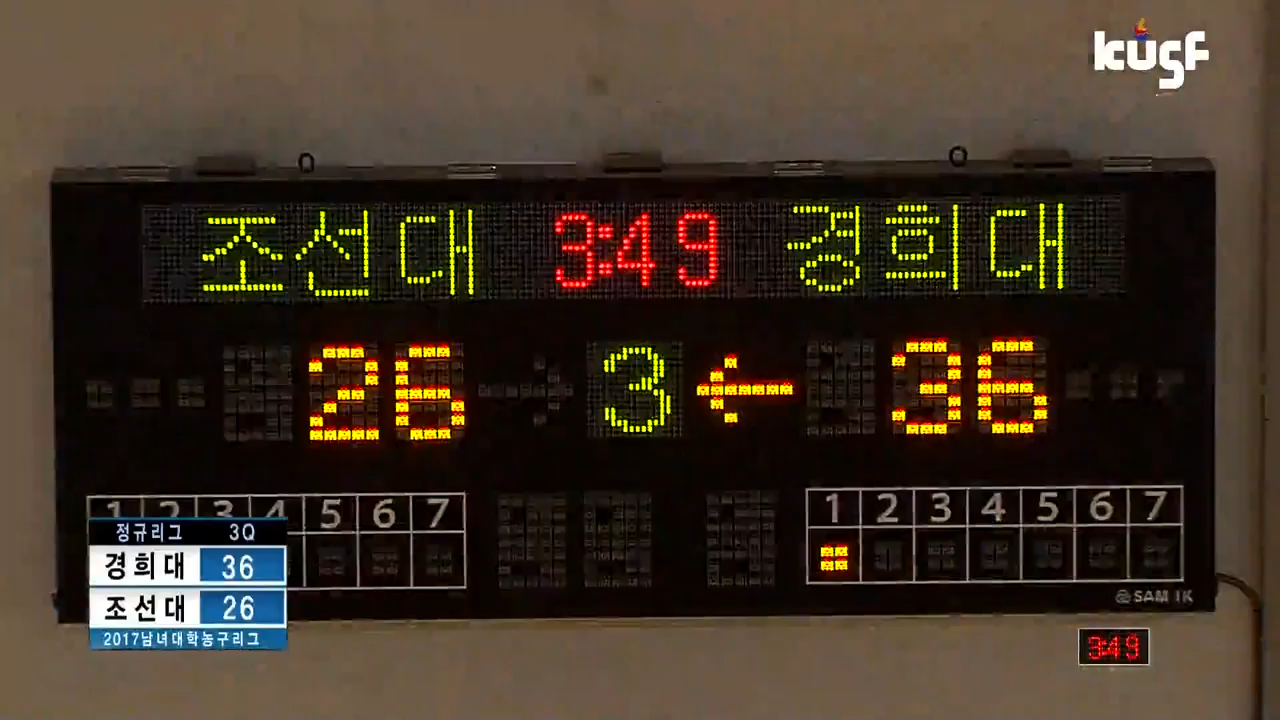 kusf
조선대 3:49 경희대
26 3 ← 36
1 2 3 4 5 6 7
1 2 3 4 5 6 7
정규리그 3Q
경희대 36
조선대 26
2017남녀대학농구리그
SAM IK
3:49